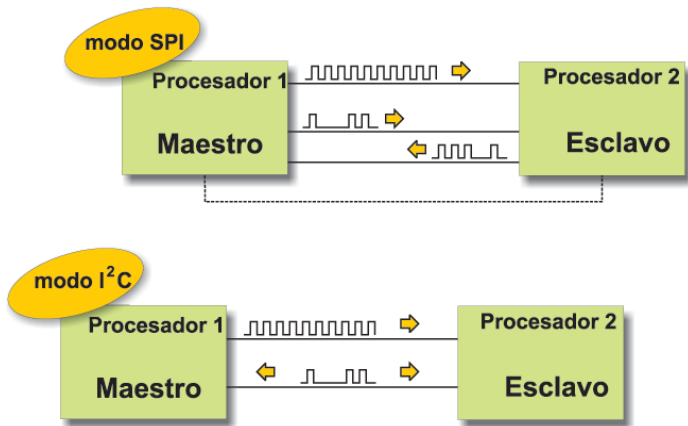 modo SPI
Procesador 1
Maestro
Procesador 2
Esclavo
modo I²C
Procesador 1
Maestro
Procesador 2
Esclavo